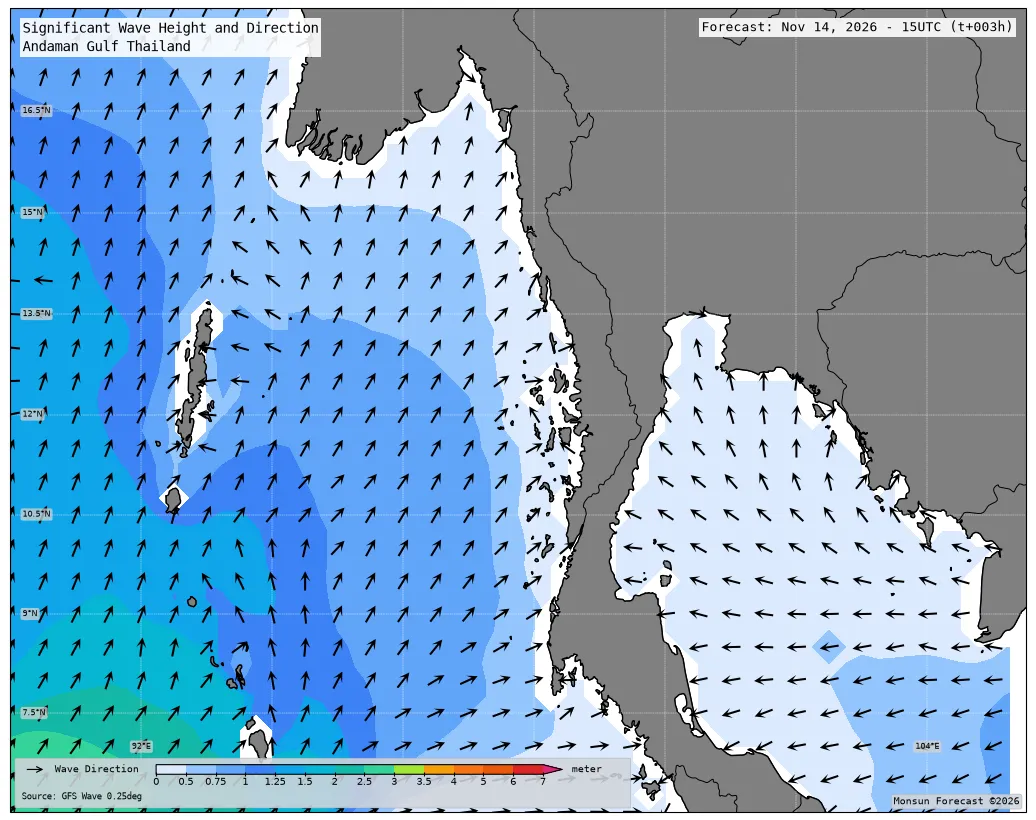 Significant Wave Height and Direction
Andaman Gulf Thailand
Forecast: Nov 14, 2026 - 15UTC (t+003h)
16.5°N
15°N
13.5°N
12°N
10.5°N
9°N
7.5°N
92°E
104°E
Wave Direction
0 0.5 0.75 1 1.25 1.5 2 2.5 3 3.5 4 5 6 7
meter
Source: GFS Wave 0.25deg
Monsun Forecast ©2026